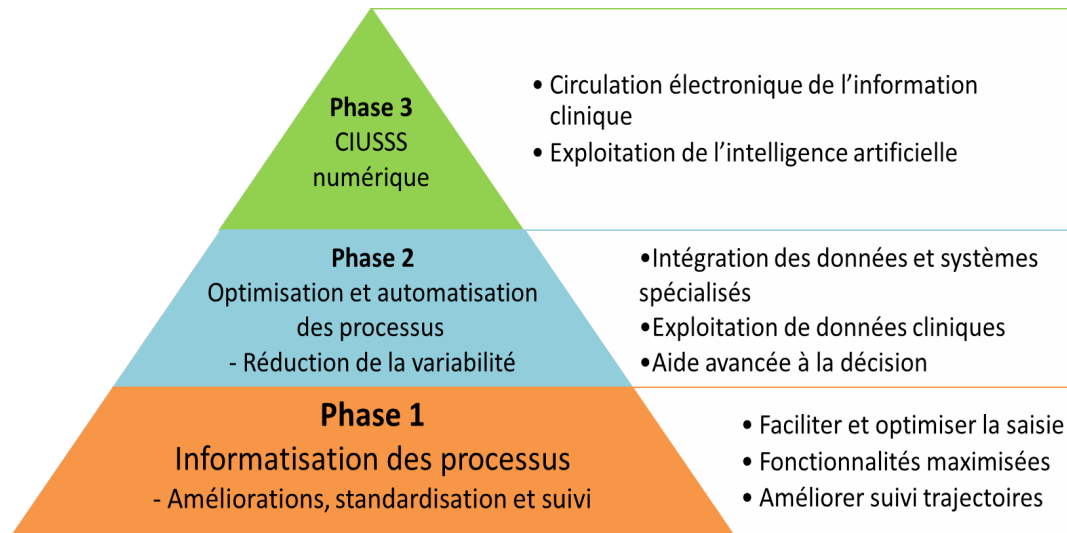 Phase 3
CIUSSS
numérique
• Circulation électronique de l'information
clinique
• Exploitation de l'intelligence artificielle
Phase 2
Optimisation et automatisation
des processus
- Réduction de la variabilité
•Intégration des données et systèmes
spécialisés
•Exploitation de données cliniques
•Aide avancée à la décision
Phase 1
Informatisation des processus
- Améliorations, standardisation et suivi
• Faciliter et optimiser la saisie
• Fonctionnalités maximisées
• Améliorer suivi trajectoires